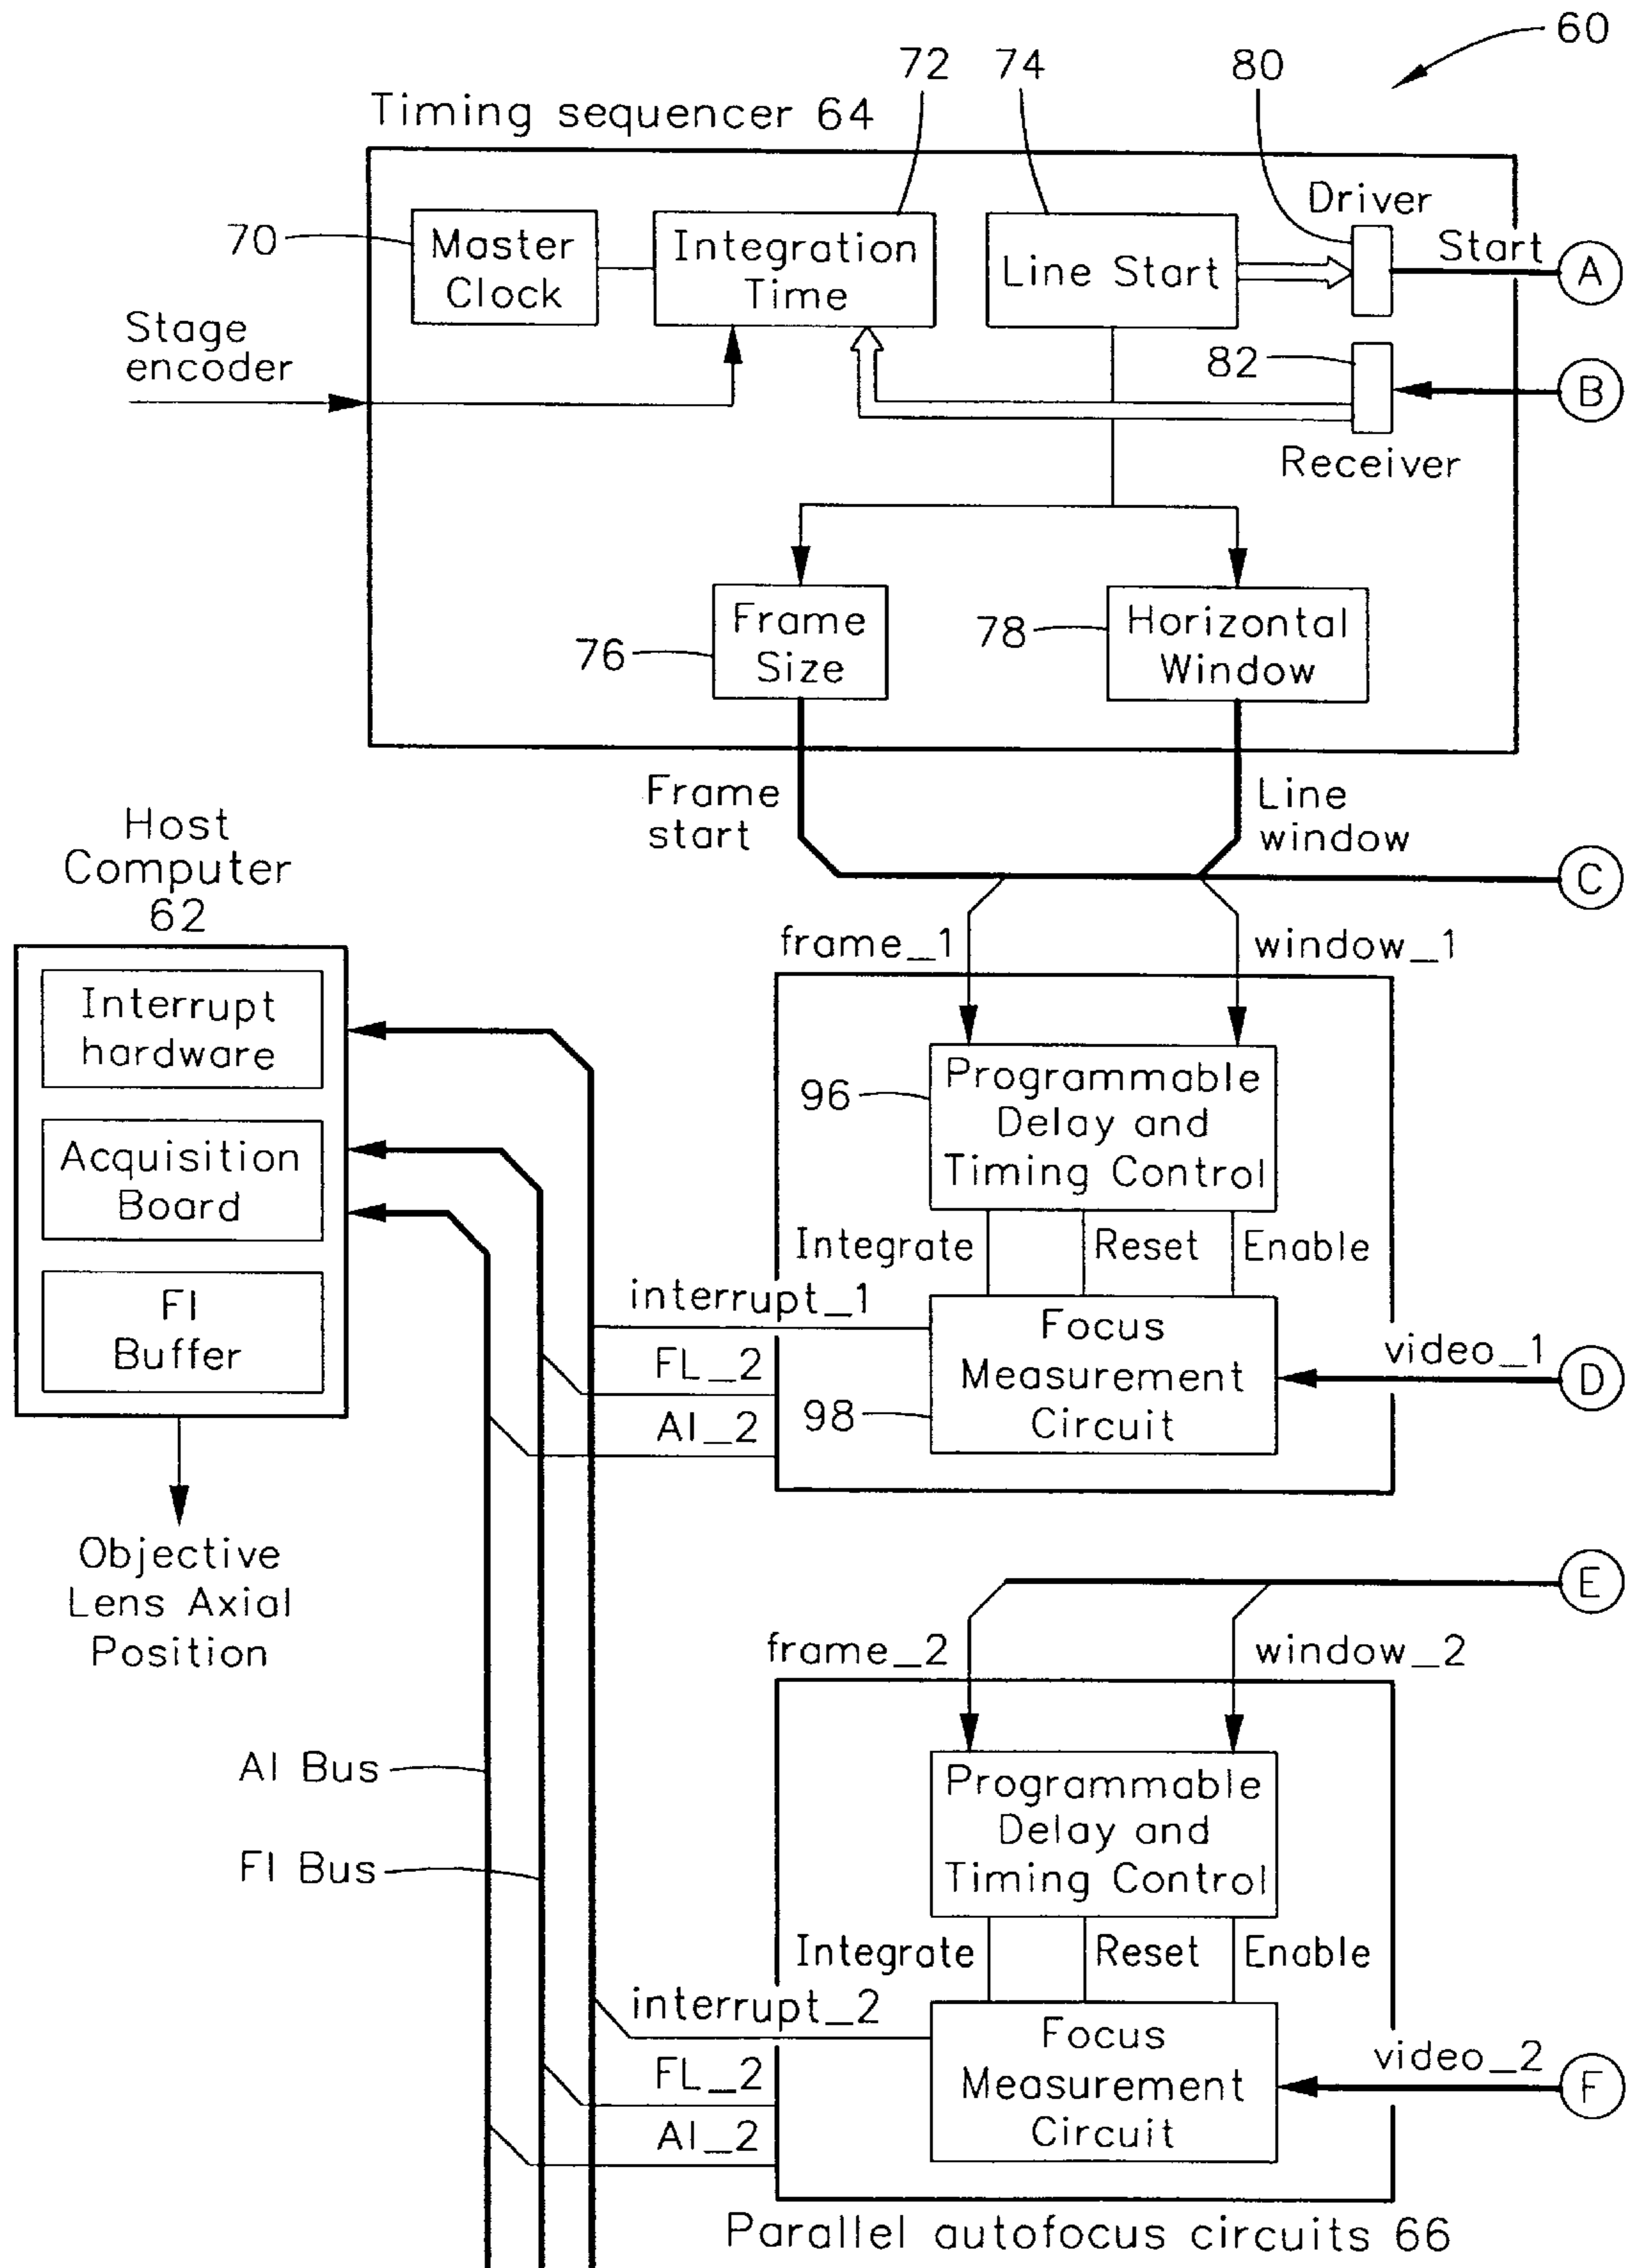 60
72
74
80
Timing sequencer 64
Driver
Start
A
70
Master
Clock
Integration
Time
Line Start
Stage
encoder
82
B
Receiver
76
Frame
Size
78
Horizontal
Window
Frame
start
Line
window
C
Host
Computer
62
frame_1
window_1
Interrupt
hardware
Acquisition
Board
FI
Buffer
96
Programmable
Delay and
Timing Control
Integrate
Reset
Enable
interrupt_1
FL_2
AI_2
98
Focus
Measurement
Circuit
video_1
D
Objective
Lens Axial
Position
E
frame_2
window_2
AI Bus
FI Bus
Programmable
Delay and
Timing Control
Integrate
Reset
Enable
interrupt_2
FL_2
AI_2
Focus
Measurement
Circuit
video_2
F
Parallel autofocus circuits 66